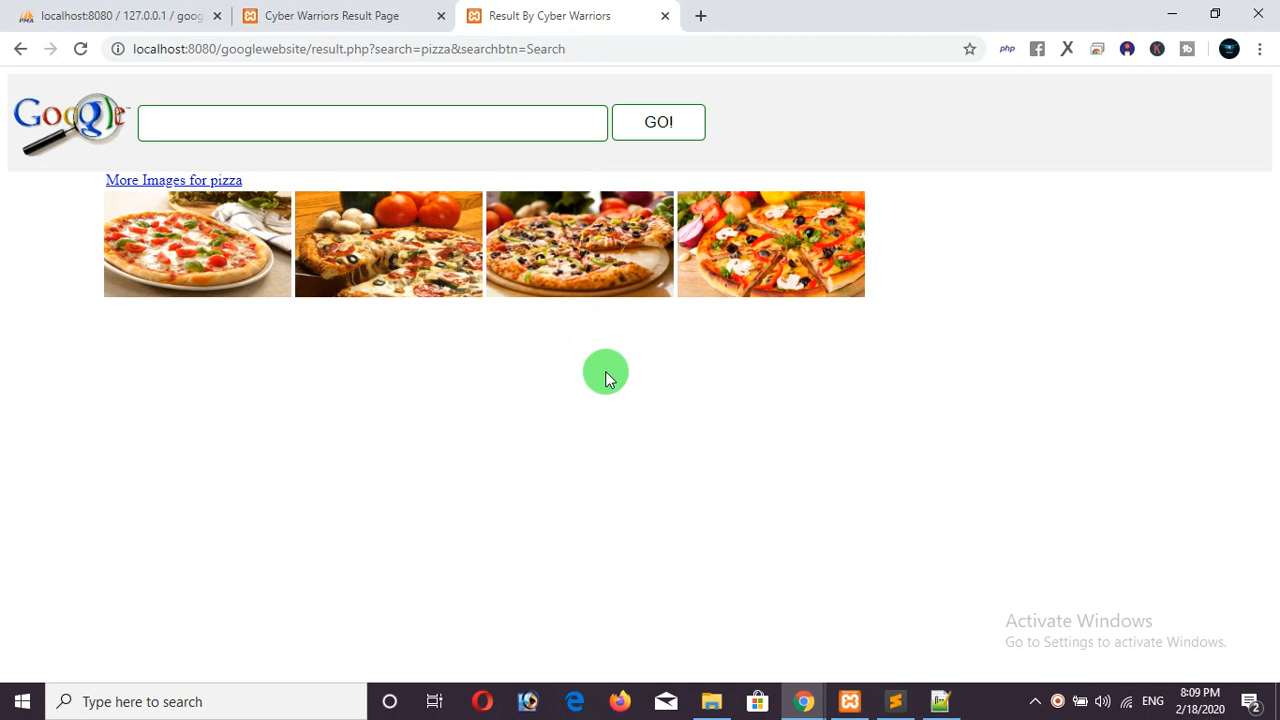 localhost:8080 / 127.0.0.1 / goog
Cyber Warriors Result Page
Result By Cyber Warriors
localhost:8080/googlewebsite/result.php?search=pizza&searchbtn=Search
php
Google
GO!
More Images for pizza
Activate Windows
Go to Settings to activate Windows.
Type here to search
ENG
8:09 PM
2/18/2020
2